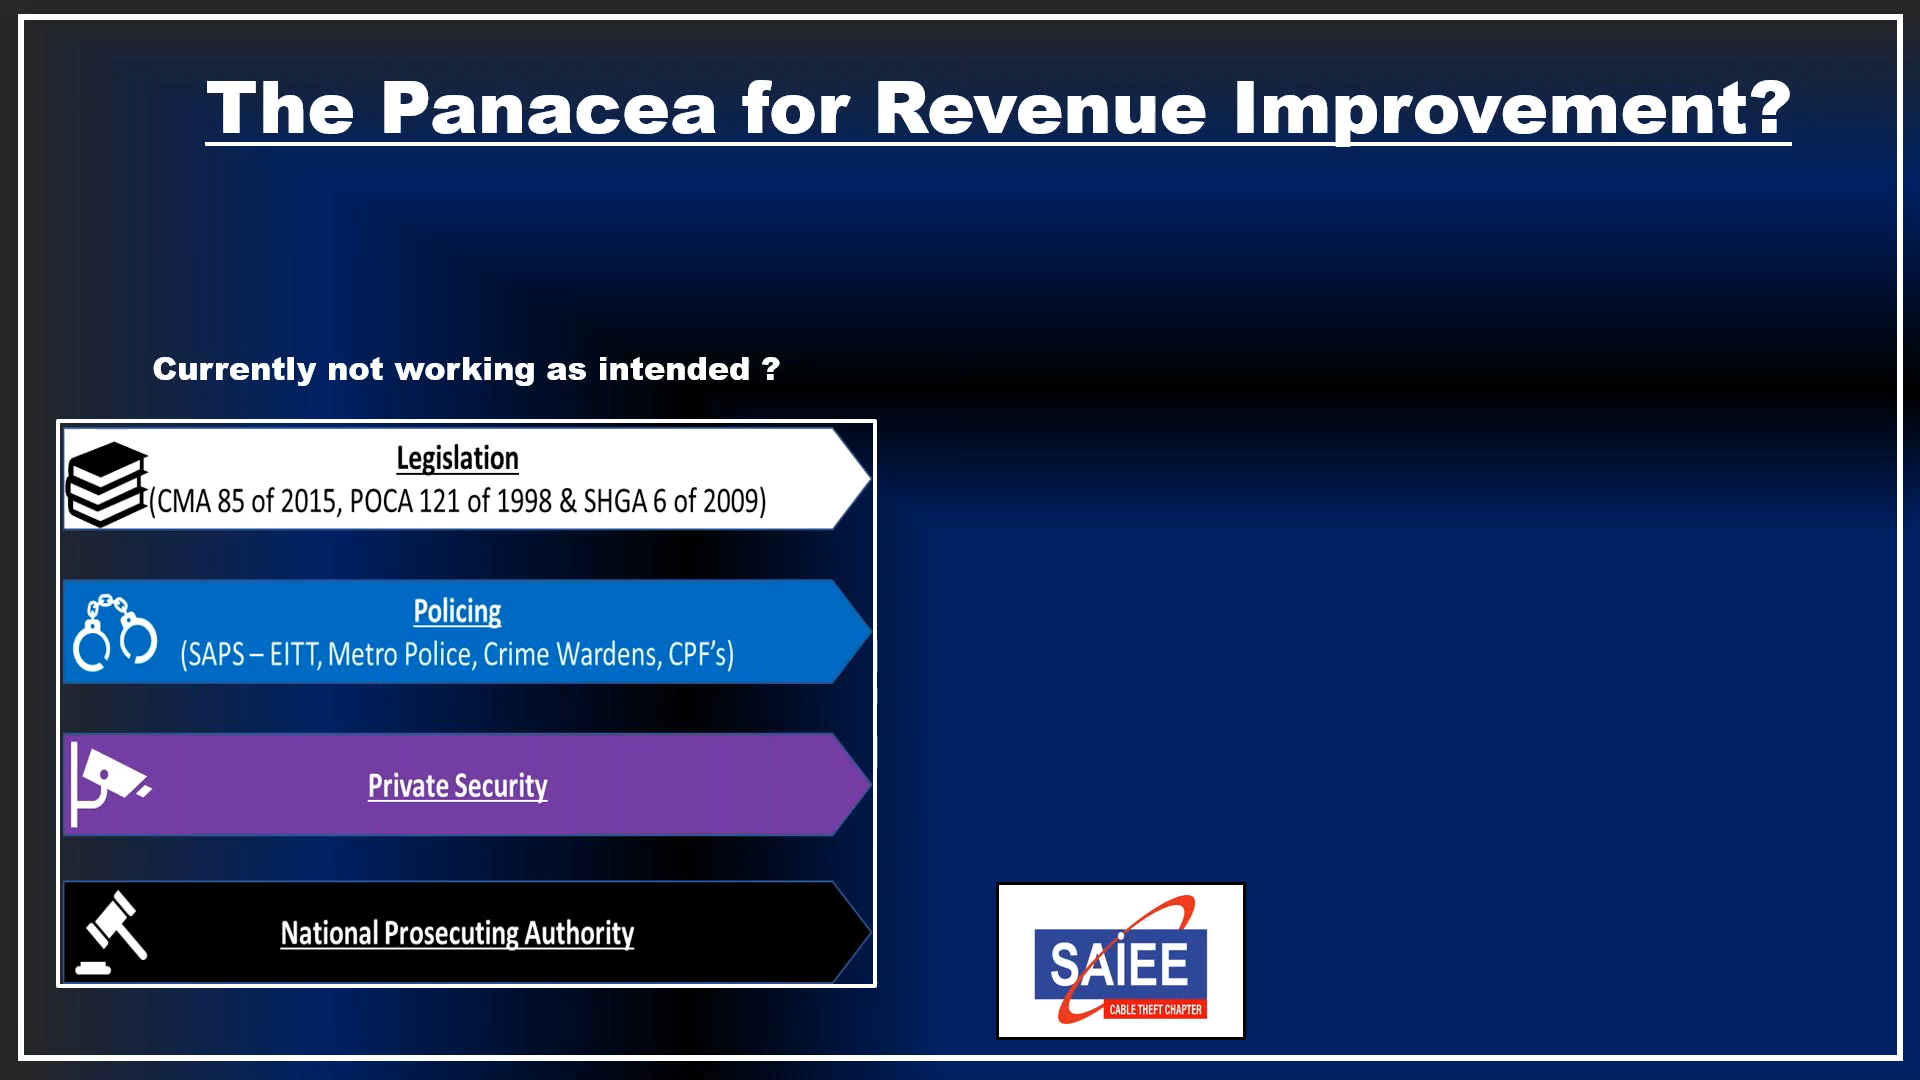 The Panacea for Revenue Improvement?
Currently not working as intended ?
Legislation
(CMA 85 of 2015, POCA 121 of 1998 & SHGA 6 of 2009)
Policing
(SAPS – EITT, Metro Police, Crime Wardens, CPF’s)
Private Security
National Prosecuting Authority
SAiEE
CABLE THEFT CHAPTER